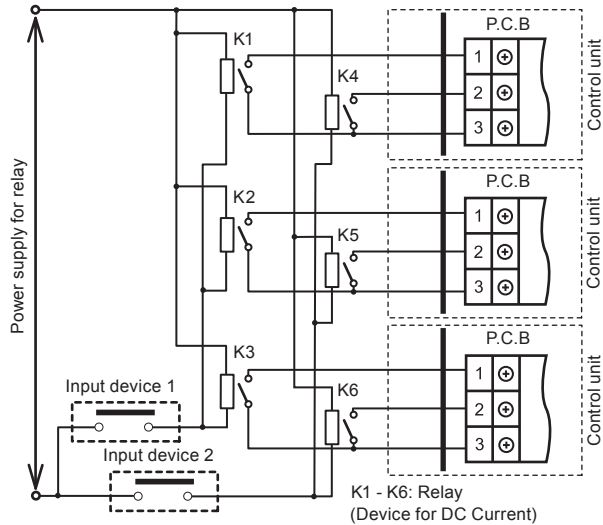 P.C.B
K1
K4
1
2
3
Control unit
P.C.B
K2
K5
1
2
3
Control unit
Power supply for relay
P.C.B
K3
K6
1
2
3
Control unit
Input device 1
Input device 2
K1 - K6: Relay
(Device for DC Current)